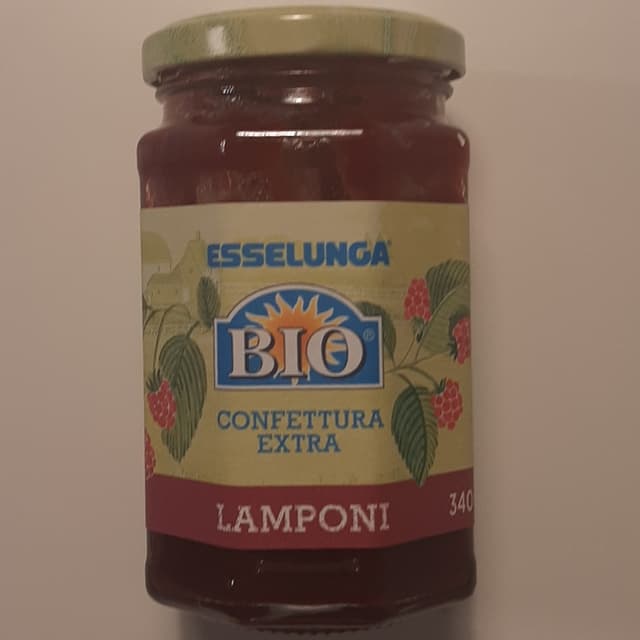 ESSELUNGA
BIO®
CONFETTURA
EXTRA
LAMPONI
340